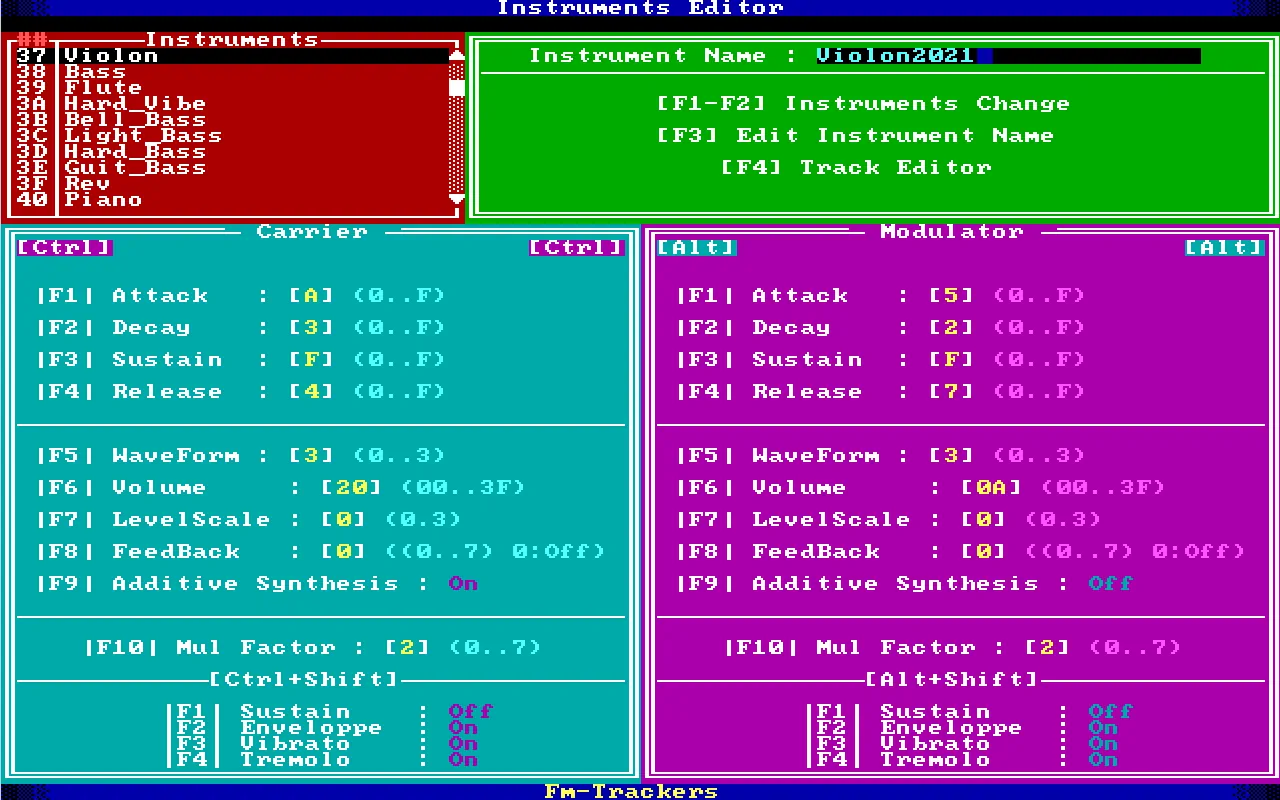 Instruments Editor
## Instruments
37 Violon
38 Bass
39 Flute
3A Hard_Vibe
3B Bell_Bass
3C Light_Bass
3D Hard_Bass
3E Guit_Bass
3F Rev
40 Piano
Instrument Name : Violon2021
[F1-F2] Instruments Change
[F3] Edit Instrument Name
[F4] Track Editor
Carrier
[Ctrl] [Ctrl]
|F1| Attack : [A] (0..F)
|F2| Decay : [3] (0..F)
|F3| Sustain : [F] (0..F)
|F4| Release : [4] (0..F)
|F5| WaveForm : [3] (0..3)
|F6| Volume : [20] (00..3F)
|F7| LevelScale : [0] (0.3)
|F8| FeedBack : [0] ((0..7) 0:Off)
|F9| Additive Synthesis : On
|F10| Mul Factor : [2] (0..7)
[Ctrl+Shift]
|F1| Sustain : Off
|F2| Enveloppe : On
|F3| Vibrato : On
|F4| Tremolo : On
Modulator
[Alt] [Alt]
|F1| Attack : [5] (0..F)
|F2| Decay : [2] (0..F)
|F3| Sustain : [F] (0..F)
|F4| Release : [7] (0..F)
|F5| WaveForm : [3] (0..3)
|F6| Volume : [0A] (00..3F)
|F7| LevelScale : [0] (0.3)
|F8| FeedBack : [0] ((0..7) 0:Off)
|F9| Additive Synthesis : Off
|F10| Mul Factor : [2] (0..7)
[Alt+Shift]
|F1| Sustain : Off
|F2| Enveloppe : On
|F3| Vibrato : On
|F4| Tremolo : On
Fm-Trackers